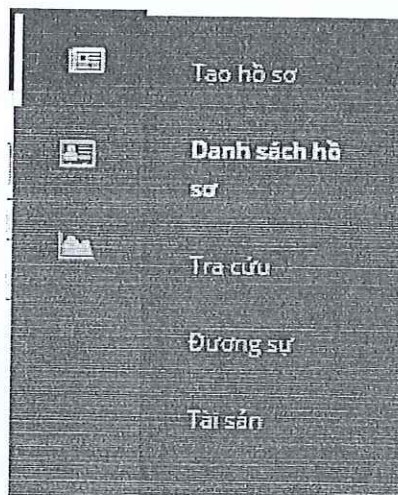 Tạo hồ sơ
Danh sách hồ
sơ
Tra cứu
Đương sự
Tài sản